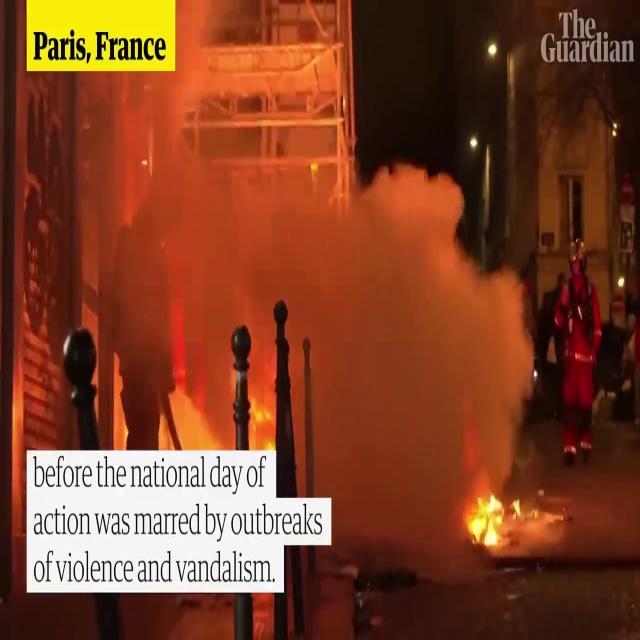 Paris, France
The
Guardian
before the national day of
action was marred by outbreaks
of violence and vandalism.